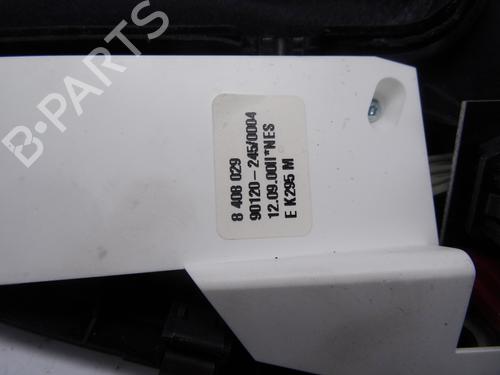 B-PARTS
8 408 029
90120-245/0004
12.09.00II*NES
E K295 M